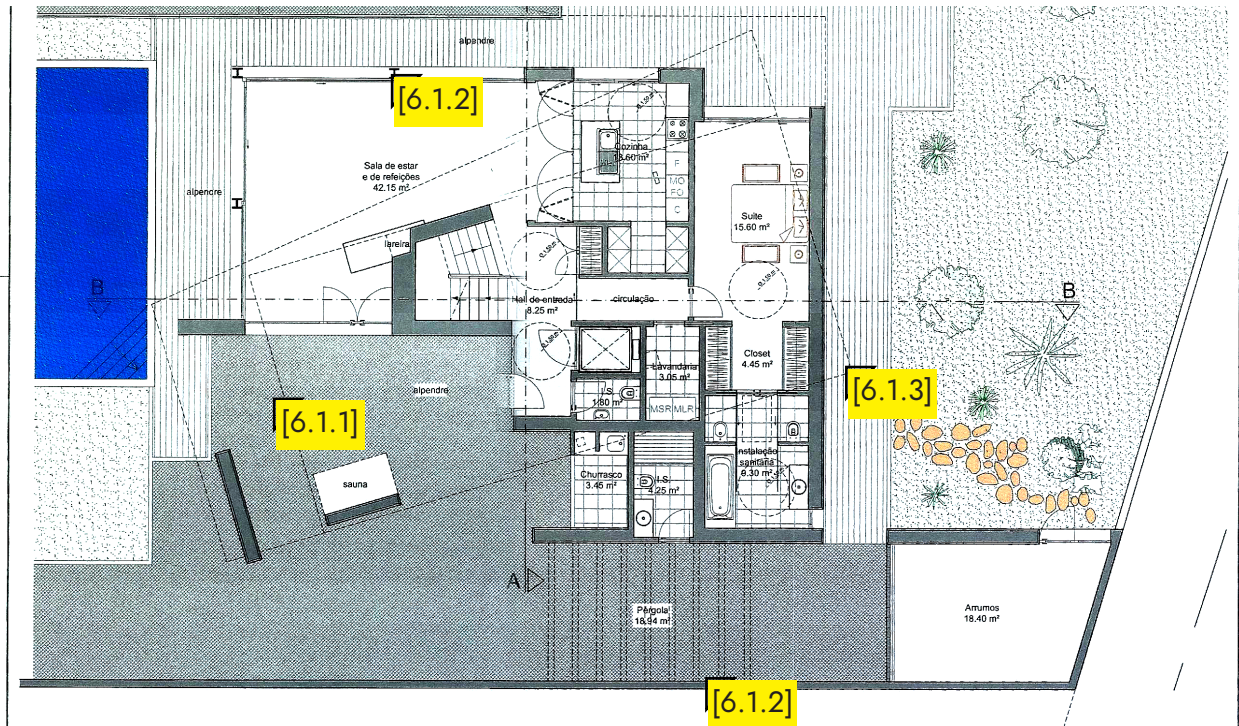 alpendre
[6.1.2]
Sala de estar
e de refeições
42.15 m²
alpendre
Cozinha
13.60 m²
F
MO
FO
C
Suite
15.60 m²
lareira
B
B
Hall de entrada
8.25 m²
circulação
Closet
4.45 m²
Lavandaria
3.05 m²
MSR
MLR
I.S.
1.80 m²
alpendre
[6.1.1]
[6.1.3]
sauna
Churrasco
3.45 m²
I.S.
4.25 m²
Instalação
sanitária
9.30 m²
A
Pérgola
18.94 m²
Arrumos
18.40 m²
[6.1.2]